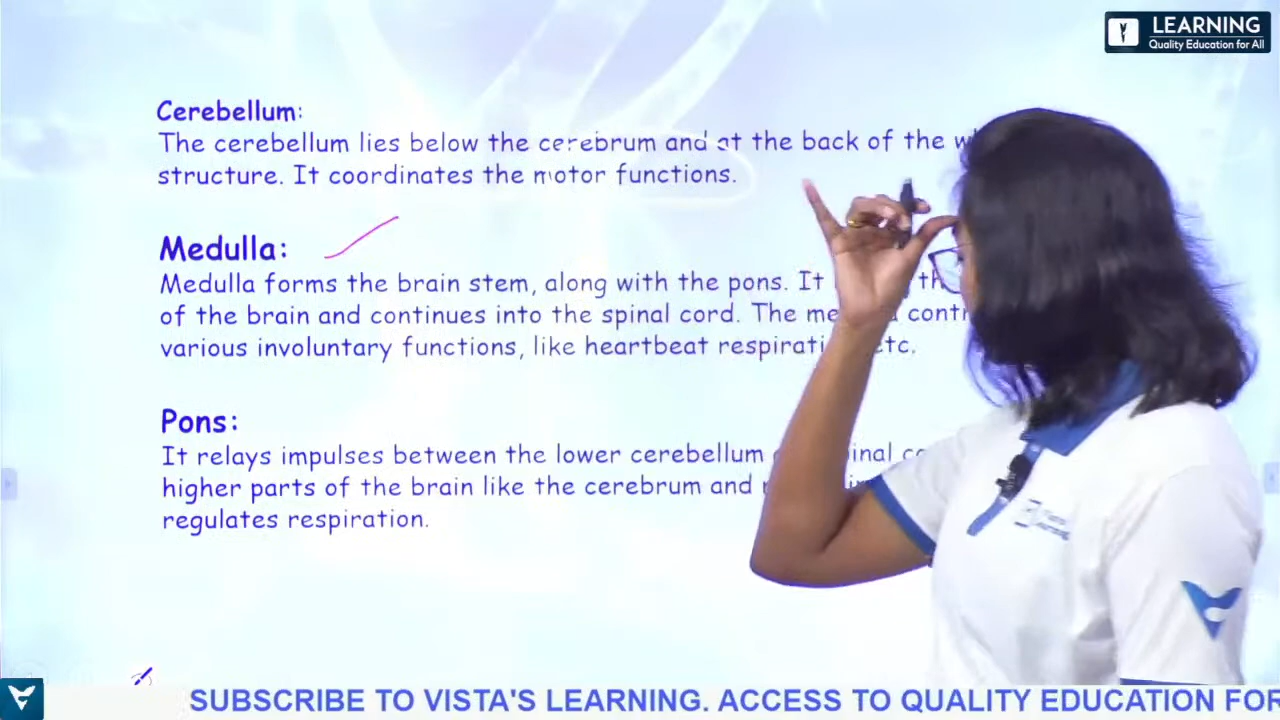 LEARNING
Quality Education for All
Cerebellum:
The cerebellum lies below the cerebrum and at the back of the
structure. It coordinates the motor functions.
Medulla:
Medulla forms the brain stem, along with the pons. It
of the brain and continues into the spinal cord. The
various involuntary functions, like heartbeat respiration etc.
Pons:
It relays impulses between the lower cerebellum
higher parts of the brain like the cerebrum and
regulates respiration.
SUBSCRIBE TO VISTA'S LEARNING. ACCESS TO QUALITY EDUCATION FOR